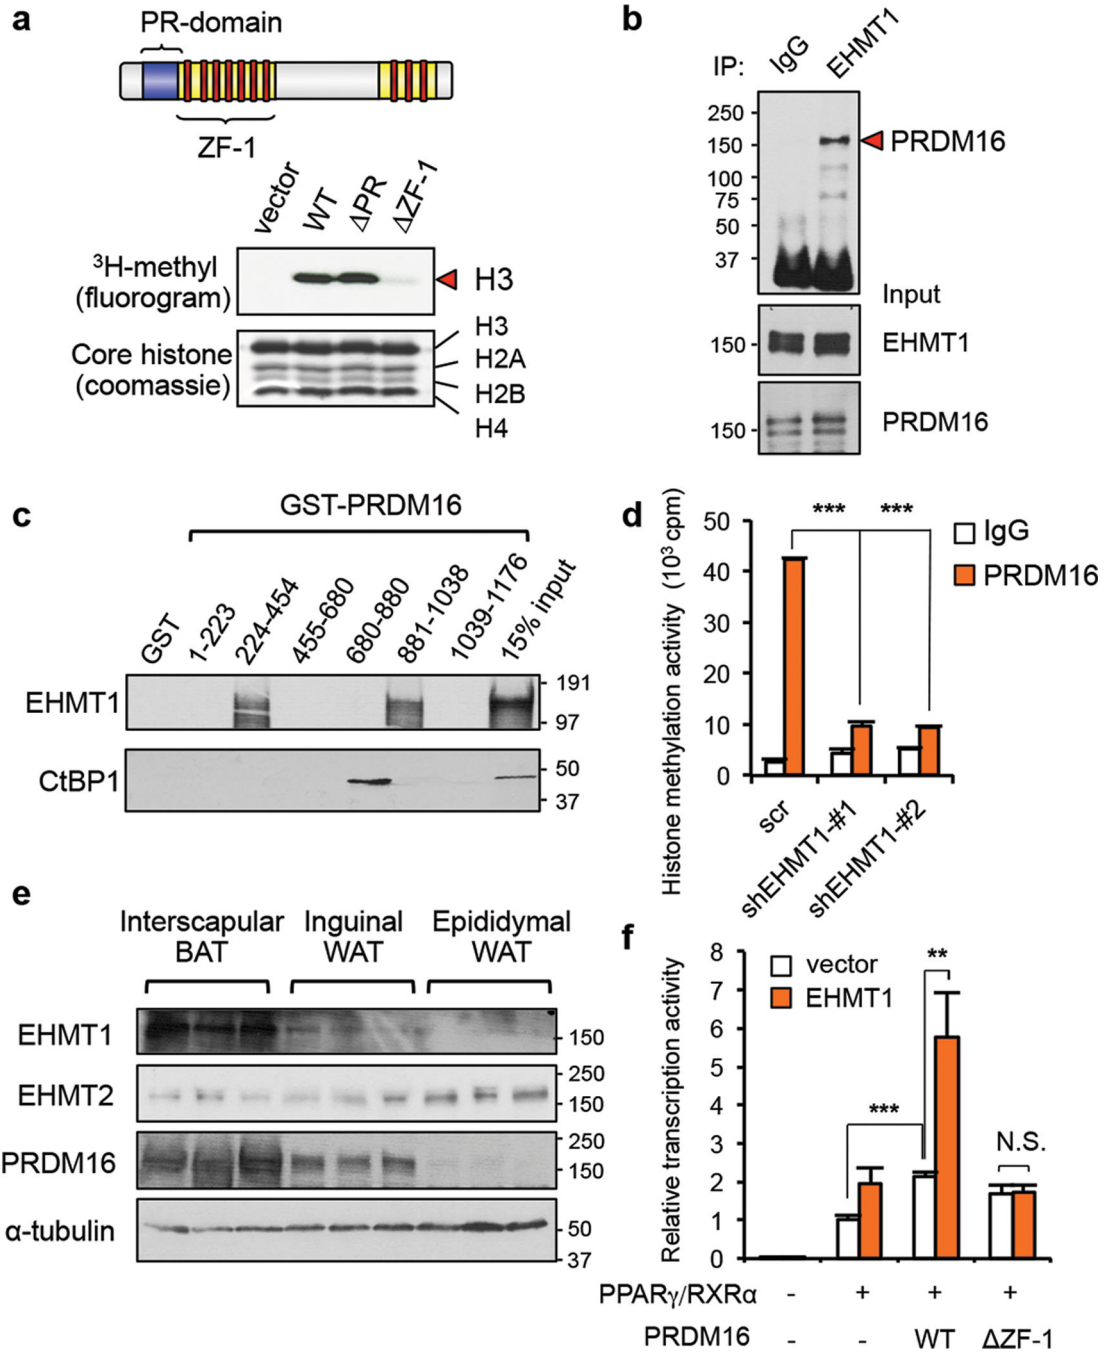 a
PR-domain
ZF-1
vector
WT
ΔPR
ΔZF-1
³H-methyl
(fluorogram)
H3
Core histone
(coomassie)
H3
H2A
H2B
H4
b
IP:
IgG
EHMT1
250
150
100
75
50
37
PRDM16
Input
150
EHMT1
150
PRDM16
c
GST-PRDM16
GST
1-223
224-454
455-680
680-880
881-1038
1039-1176
15% input
EHMT1
191
97
CtBP1
50
37
d
Histone methylation activity (10³ cpm)
50
40
30
20
10
0
***
***
IgG
PRDM16
scr
shEHMT1-#1
shEHMT1-#2
e
Interscapular
BAT
Inguinal
WAT
Epididymal
WAT
EHMT1
150
EHMT2
250
150
PRDM16
250
150
α-tubulin
50
37
f
Relative transcription activity
8
7
6
5
4
3
2
1
0
vector
EHMT1
***
**
N.S.
PPARγ/RXRα - + + +
PRDM16 - - WT ΔZF-1